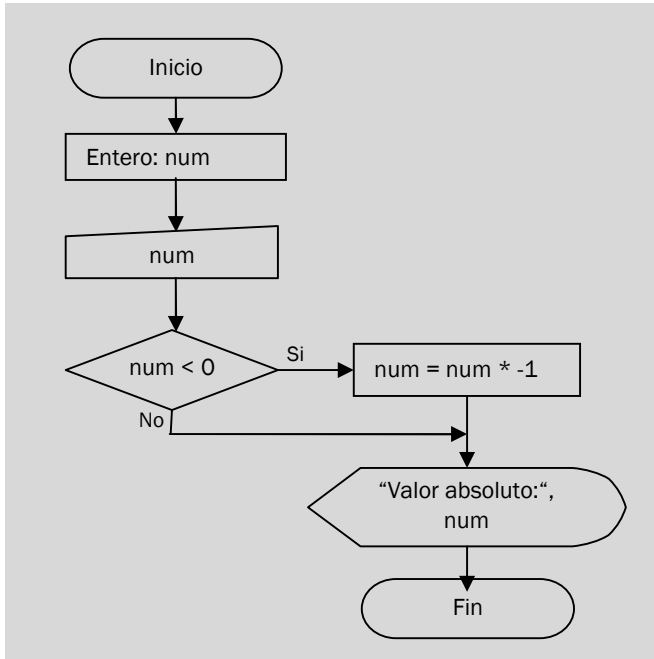 Inicio
Entero: num
num
num < 0
Si
num = num * -1
No
“Valor absoluto:“,
num
Fin